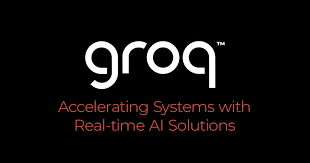 groq™
Accelerating Systems with
Real-time AI Solutions